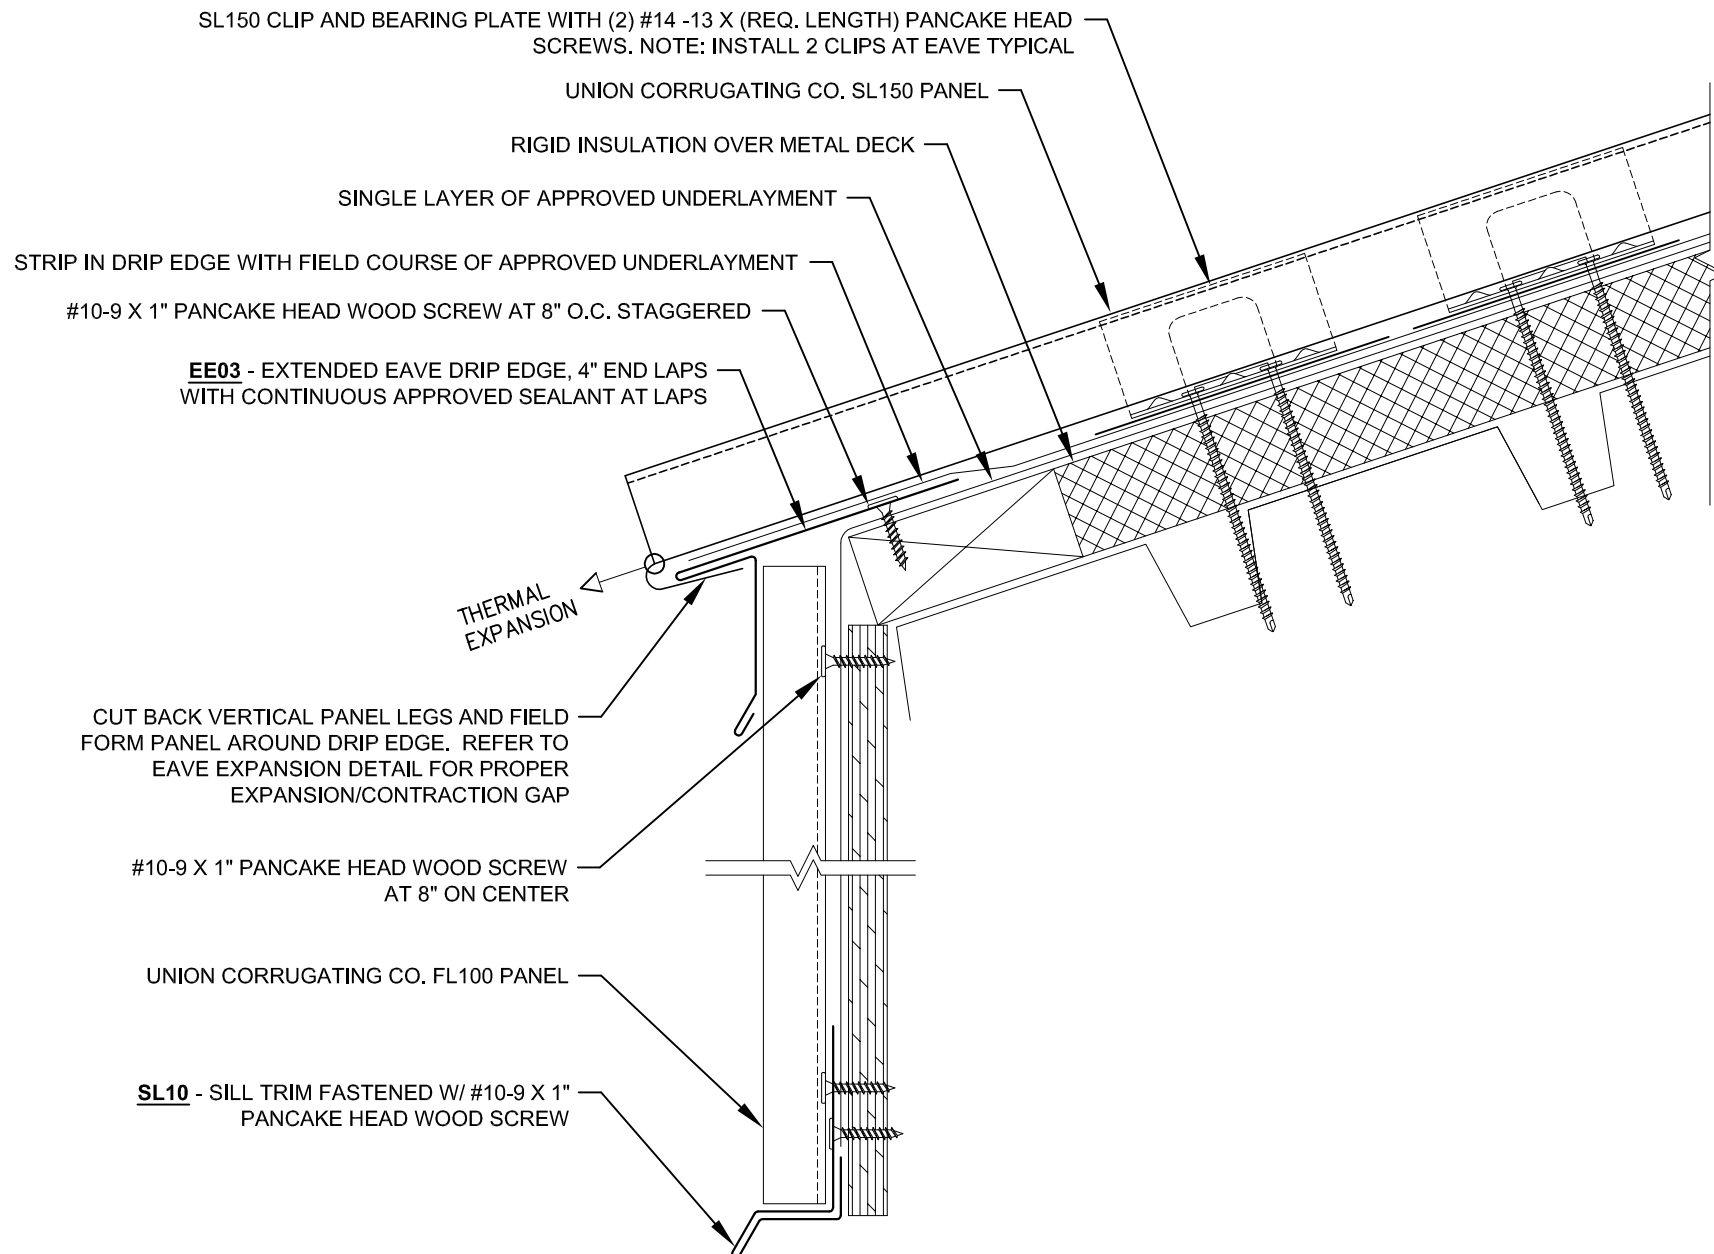 SL150 CLIP AND BEARING PLATE WITH (2) #14 -13 X (REQ. LENGTH) PANCAKE HEAD
SCREWS. NOTE: INSTALL 2 CLIPS AT EAVE TYPICAL
UNION CORRUGATING CO. SL150 PANEL
RIGID INSULATION OVER METAL DECK
SINGLE LAYER OF APPROVED UNDERLAYMENT
STRIP IN DRIP EDGE WITH FIELD COURSE OF APPROVED UNDERLAYMENT
#10-9 X 1" PANCAKE HEAD WOOD SCREW AT 8" O.C. STAGGERED
EE03 - EXTENDED EAVE DRIP EDGE, 4" END LAPS
WITH CONTINUOUS APPROVED SEALANT AT LAPS
THERMAL
EXPANSION
CUT BACK VERTICAL PANEL LEGS AND FIELD
FORM PANEL AROUND DRIP EDGE.  REFER TO
EAVE EXPANSION DETAIL FOR PROPER
EXPANSION/CONTRACTION GAP
#10-9 X 1" PANCAKE HEAD WOOD SCREW
AT 8" ON CENTER
UNION CORRUGATING CO. FL100 PANEL
SL10 - SILL TRIM FASTENED W/ #10-9 X 1"
PANCAKE HEAD WOOD SCREW